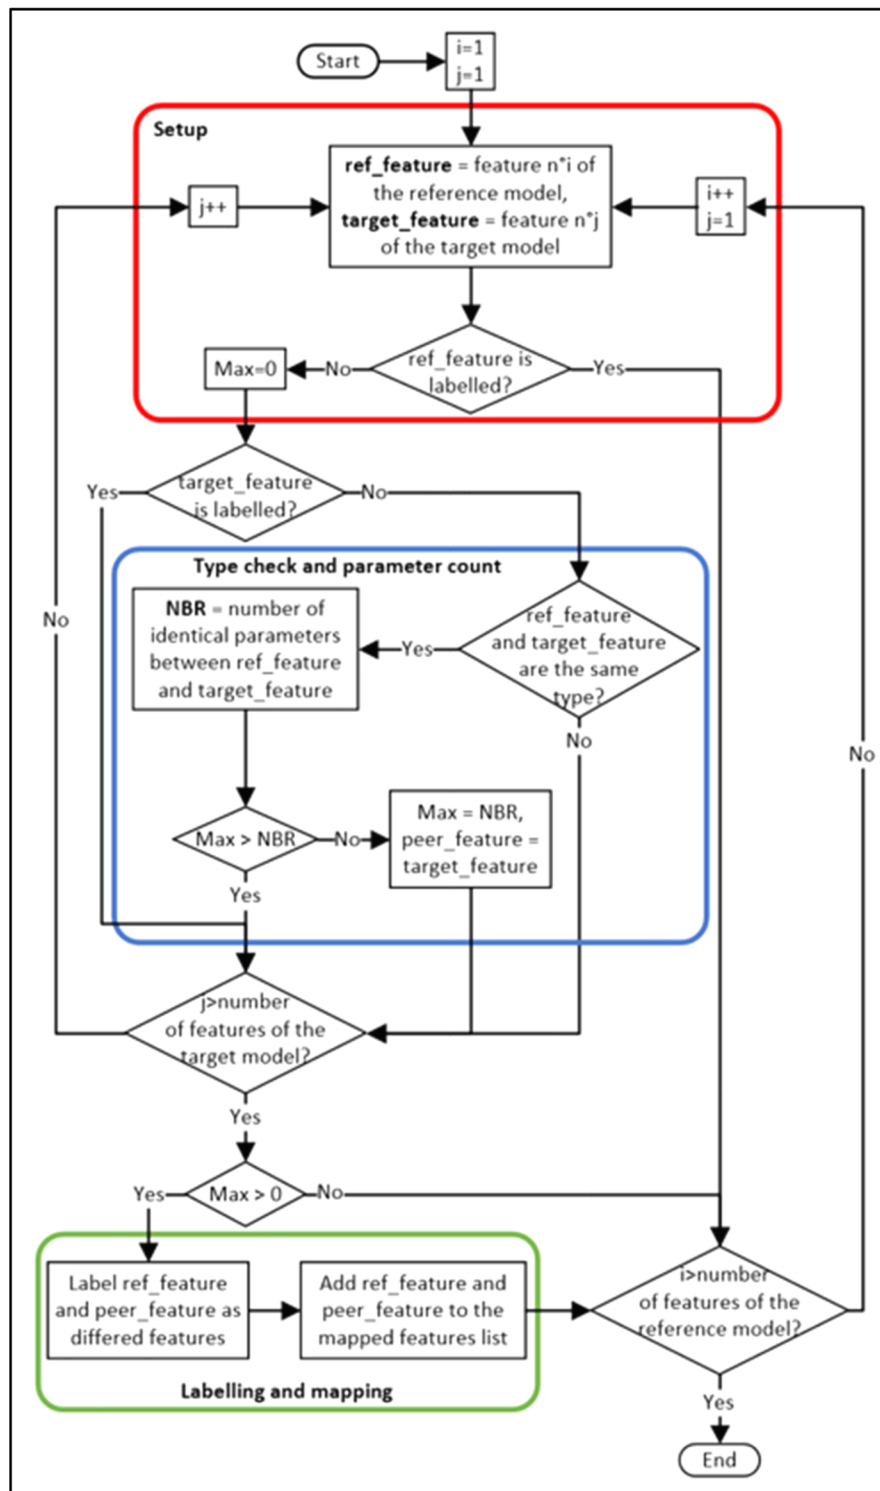 Start
i=1
j=1
Setup
ref_feature = feature n°i of
the reference model,
target_feature = feature n°j
of the target model
j++
i++
j=1
ref_feature is
labelled?
No
Yes
Max=0
target_feature
is labelled?
Yes
No
Type check and parameter count
NBR = number of
identical parameters
between ref_feature
and target_feature
Yes
ref_feature
and target_feature
are the same
type?
No
No
No
Max > NBR
No
Max = NBR,
peer_feature =
target_feature
Yes
j>number
of features of the
target model?
Yes
Max > 0
Yes
No
Label ref_feature
and peer_feature as
differed features
Add ref_feature and
peer_feature to the
mapped features list
Labelling and mapping
i>number
of features of the
reference model?
Yes
End